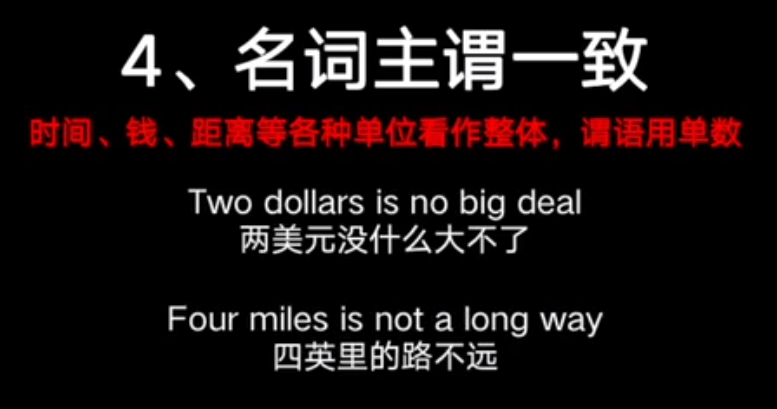 4、名词主谓一致
时间、钱、距离等各种单位看作整体，谓语用单数
Two dollars is no big deal
两美元没什么大不了
Four miles is not a long way
四英里的路不远